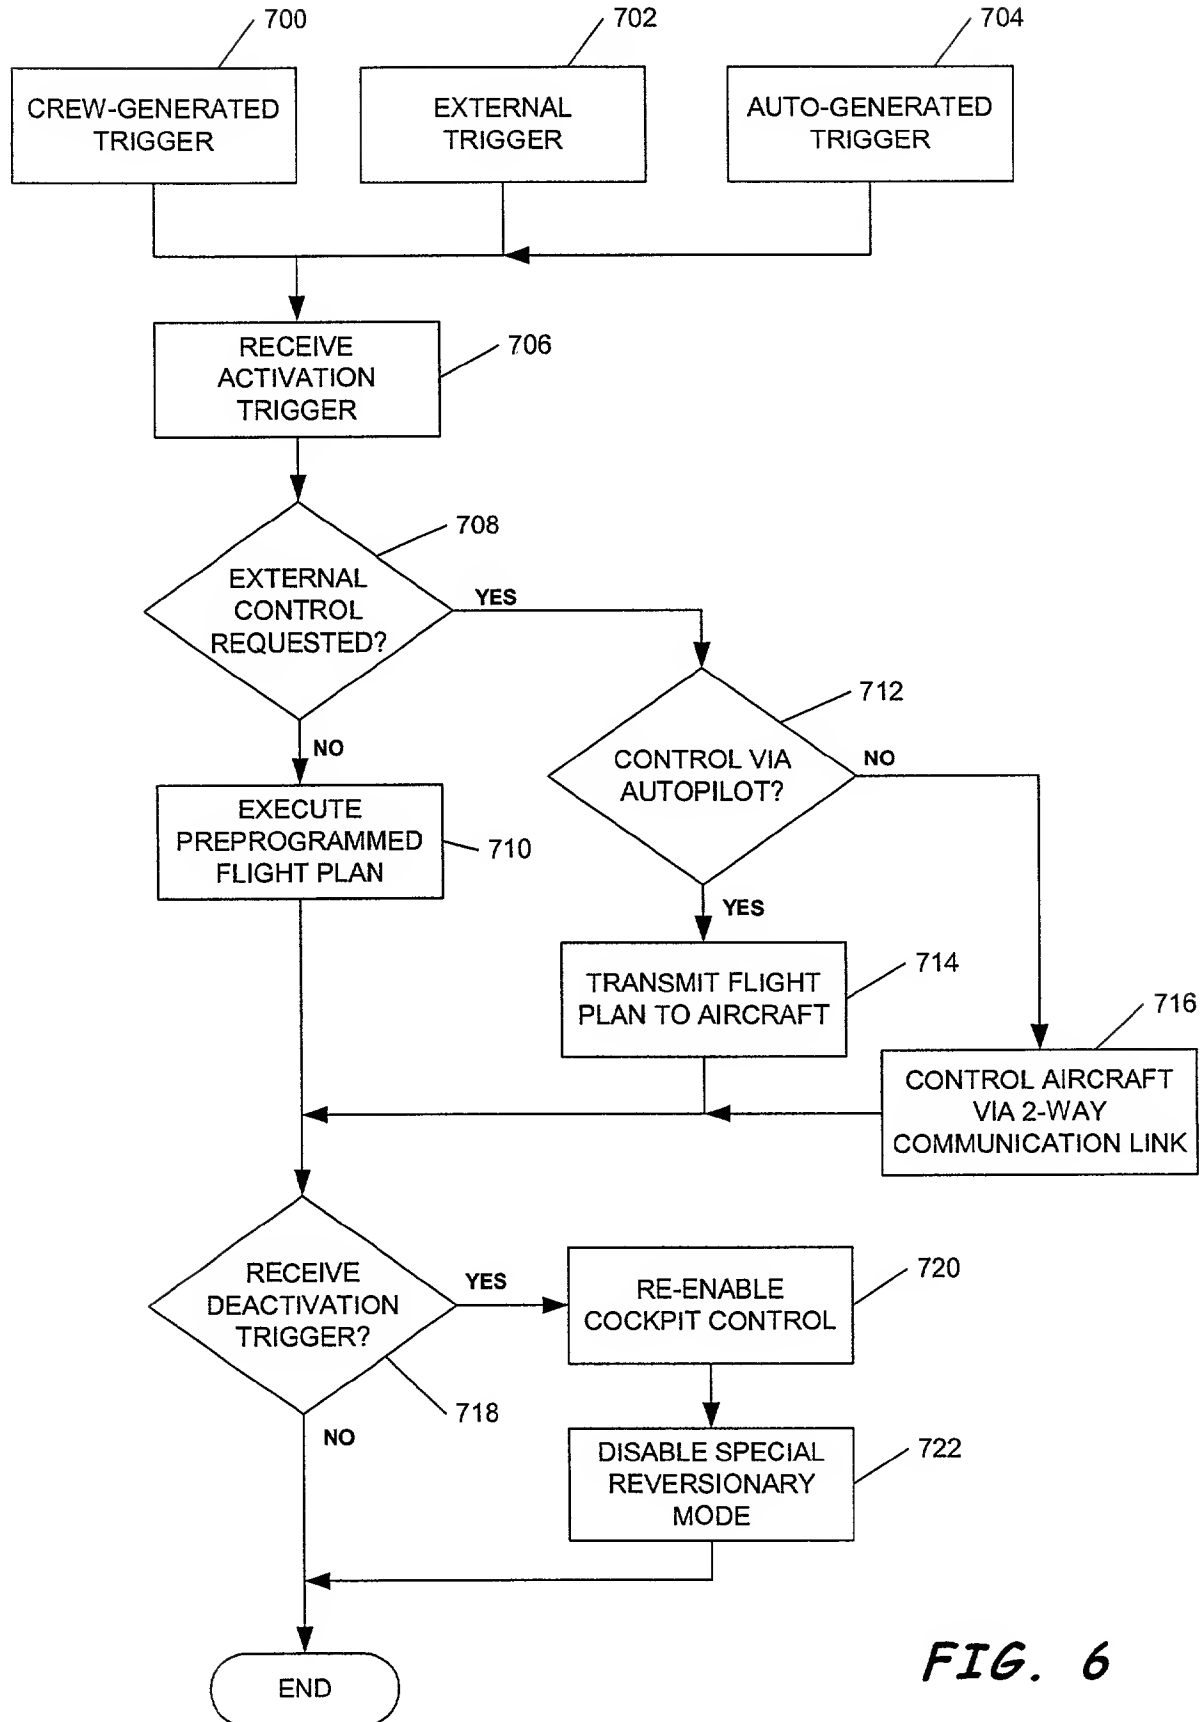 700
702
704
CREW-GENERATED
TRIGGER
EXTERNAL
TRIGGER
AUTO-GENERATED
TRIGGER
RECEIVE
ACTIVATION
TRIGGER
706
708
EXTERNAL
CONTROL
REQUESTED?
YES
NO
712
CONTROL VIA
AUTOPILOT?
NO
YES
EXECUTE
PREPROGRAMMED
FLIGHT PLAN
710
TRANSMIT FLIGHT
PLAN TO AIRCRAFT
714
716
CONTROL AIRCRAFT
VIA 2-WAY
COMMUNICATION LINK
RECEIVE
DEACTIVATION
TRIGGER?
YES
718
NO
RE-ENABLE
COCKPIT CONTROL
720
DISABLE SPECIAL
REVERSIONARY
MODE
722
END
FIG. 6